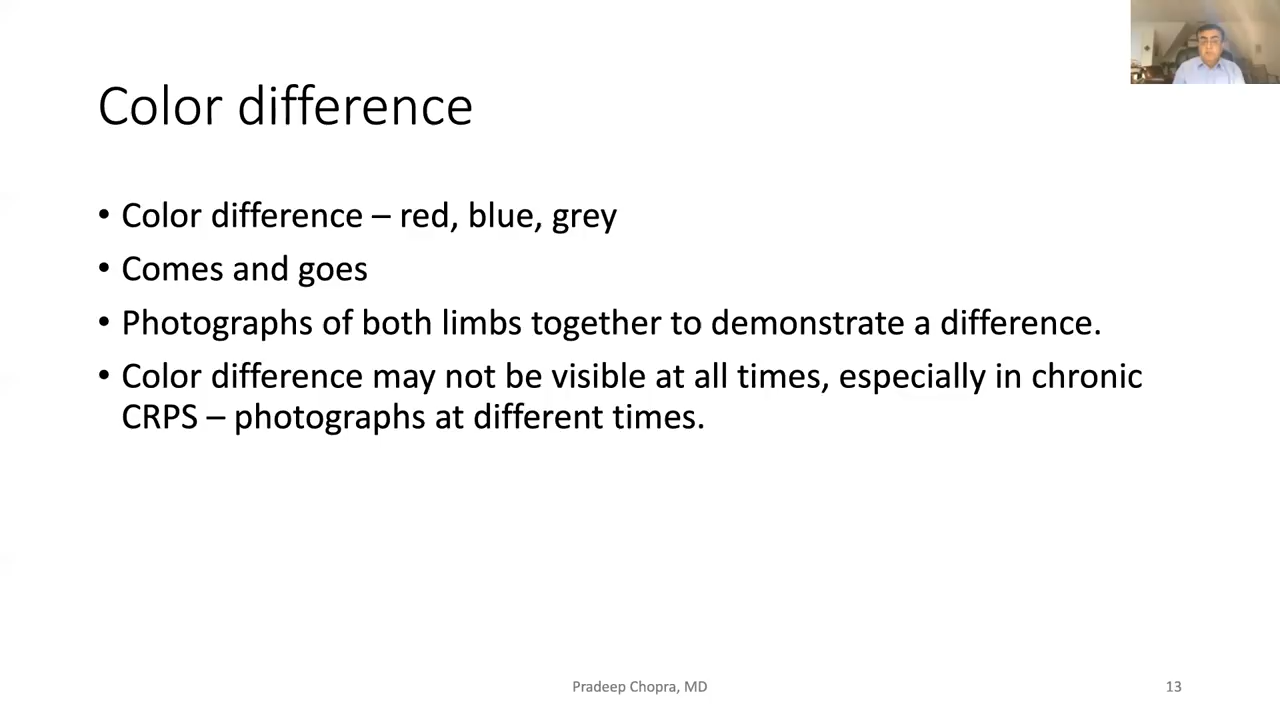 Color difference
• Color difference – red, blue, grey
• Comes and goes
• Photographs of both limbs together to demonstrate a difference.
• Color difference may not be visible at all times, especially in chronic
CRPS – photographs at different times.
Pradeep Chopra, MD
13